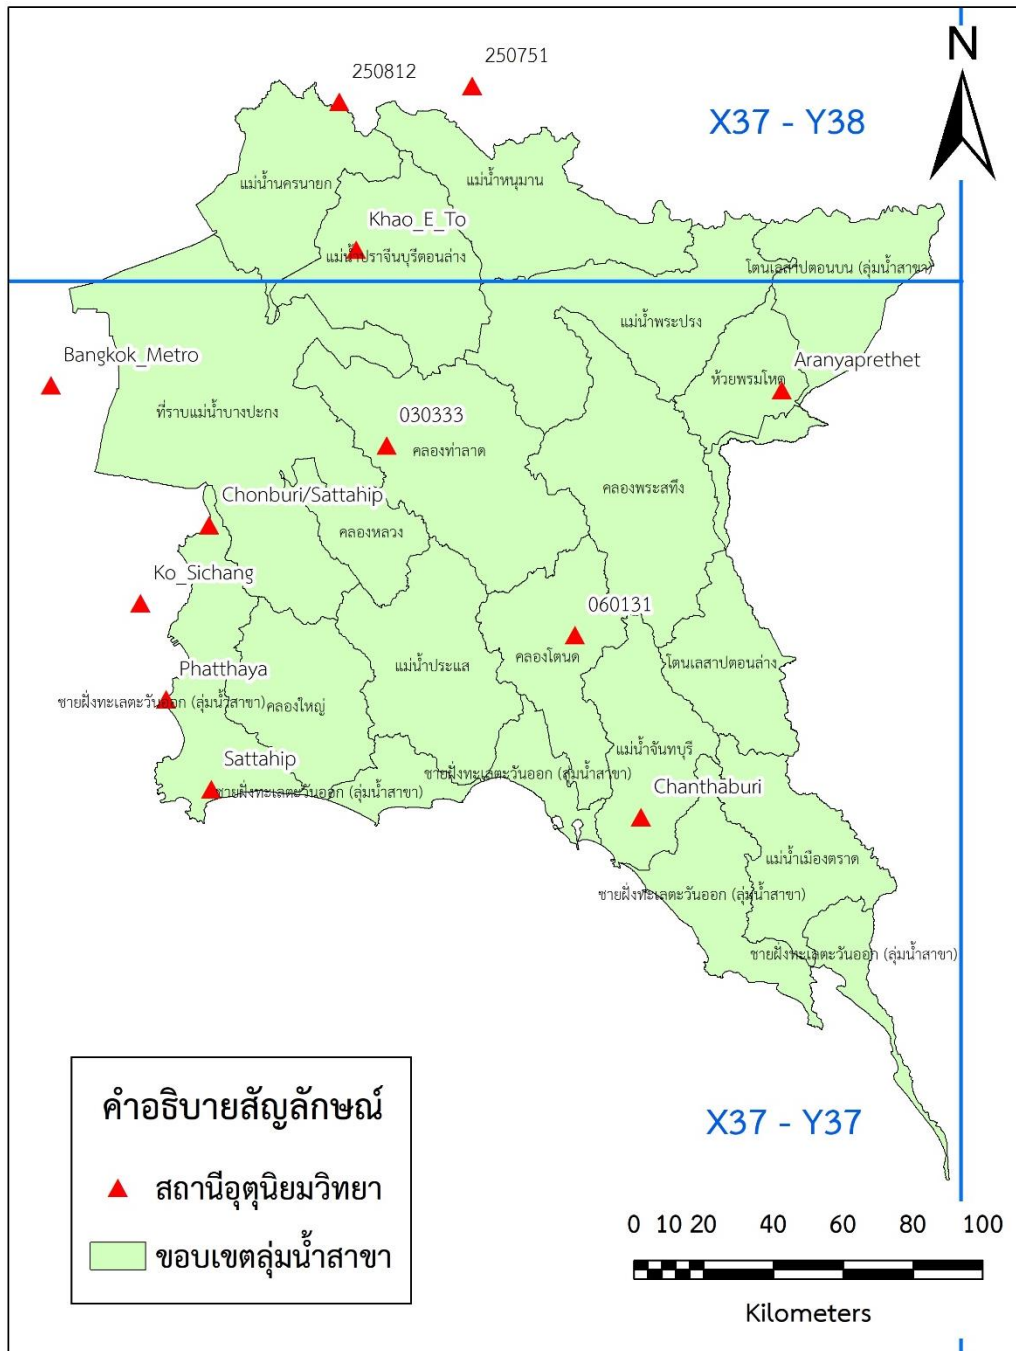 N
250751
250812
X37 - Y38
แม่น้ำนครนายก
แม่น้ำหนุมาน
Khao_E_To
แม่น้ำปราจีนบุรีตอนล่าง
โตนเลสาปตอนบน (ลุ่มน้ำสาขา)
แม่น้ำพระปรง
Bangkok_Metro
Aranyaprethet
ห้วยพรมโหด
ที่ราบแม่น้ำบางปะกง
030333
คลองท่าลาด
คลองพระสทึง
Chonburi/Sattahip
คลองหลวง
Ko_Sichang
060131
คลองโตนด
โตนเลสาปตอนล่าง
แม่น้ำประแส
Phatthaya
ชายฝั่งทะเลตะวันออก (ลุ่มน้ำสาขา)
คลองใหญ่
แม่น้ำจันทบุรี
Sattahip
ชายฝั่งทะเลตะวันออก (ลุ่มน้ำสาขา)
ชายฝั่งทะเลตะวันออก (ลุ่มน้ำสาขา)
Chanthaburi
แม่น้ำเมืองตราด
ชายฝั่งทะเลตะวันออก (ลุ่มน้ำสาขา)
ชายฝั่งทะเลตะวันออก (ลุ่มน้ำสาขา)
คำอธิบายสัญลักษณ์
สถานีอุตุนิยมวิทยา
ขอบเขตลุ่มน้ำสาขา
X37 - Y37
0 10 20 40 60 80 100
Kilometers